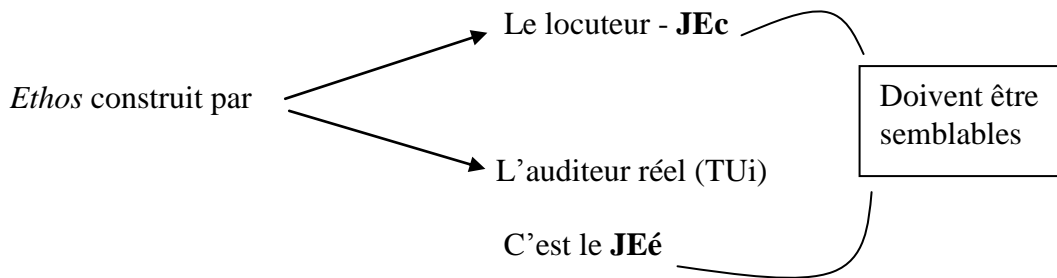 Le locuteur - JEc
Ethos construit par
Doivent être
semblables
L’auditeur réel (TUi)
C’est le JEé